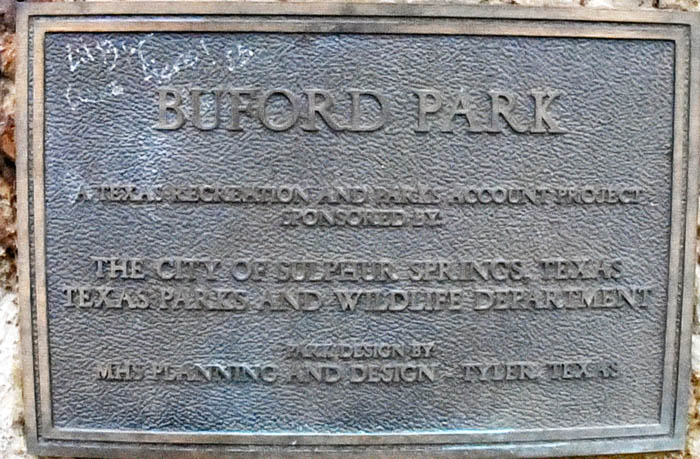 BUFORD PARK
A TEXAS RECREATION AND PARKS ACCOUNT PROJECT
SPONSORED BY:
THE CITY OF SULPHUR SPRINGS, TEXAS
TEXAS PARKS AND WILDLIFE DEPARTMENT
PARK DESIGN BY
MHS PLANNING AND DESIGN - TYLER, TEXAS